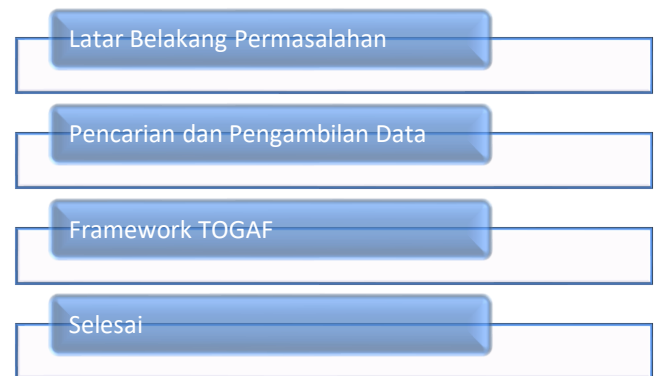 Latar Belakang Permasalahan
Pencarian dan Pengambilan Data
Framework TOGAF
Selesai